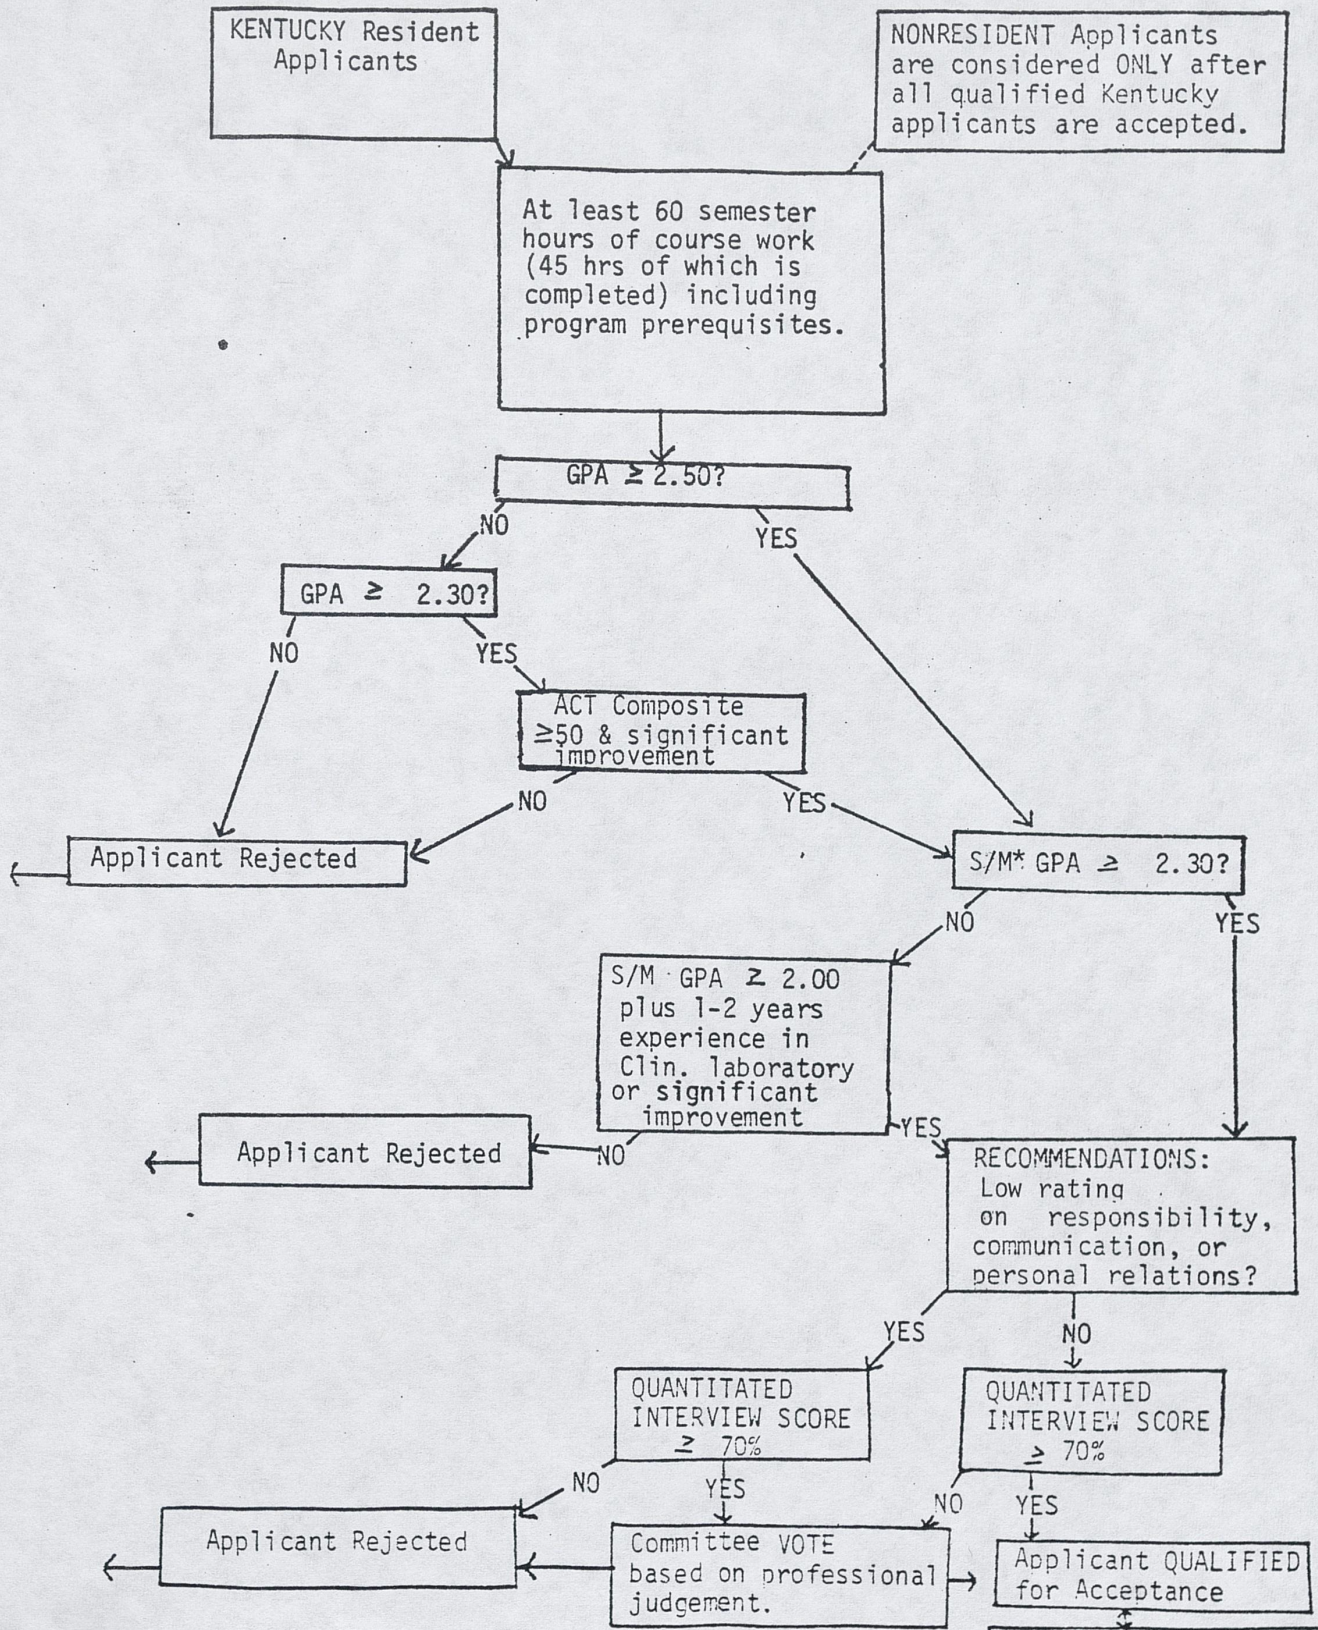 KENTUCKY Resident
Applicants
NONRESIDENT Applicants
are considered ONLY after
all qualified Kentucky
applicants are accepted.
At least 60 semester
hours of course work
(45 hrs of which is
completed) including
program prerequisites.
GPA ≥ 2.50?
NO
YES
GPA ≥ 2.30?
NO
YES
ACT Composite
≥50 & significant
improvement
NO
YES
Applicant Rejected
S/M* GPA ≥ 2.30?
NO
YES
S/M GPA ≥ 2.00
plus 1-2 years
experience in
Clin. laboratory
or significant
improvement
YES
NO
Applicant Rejected
RECOMMENDATIONS:
Low rating
on responsibility,
communication, or
personal relations?
YES
NO
QUANTITATED
INTERVIEW SCORE
≥ 70%
QUANTITATED
INTERVIEW SCORE
≥ 70%
NO
YES
NO
YES
Applicant Rejected
Committee VOTE
based on professional
judgement.
Applicant QUALIFIED
for Acceptance